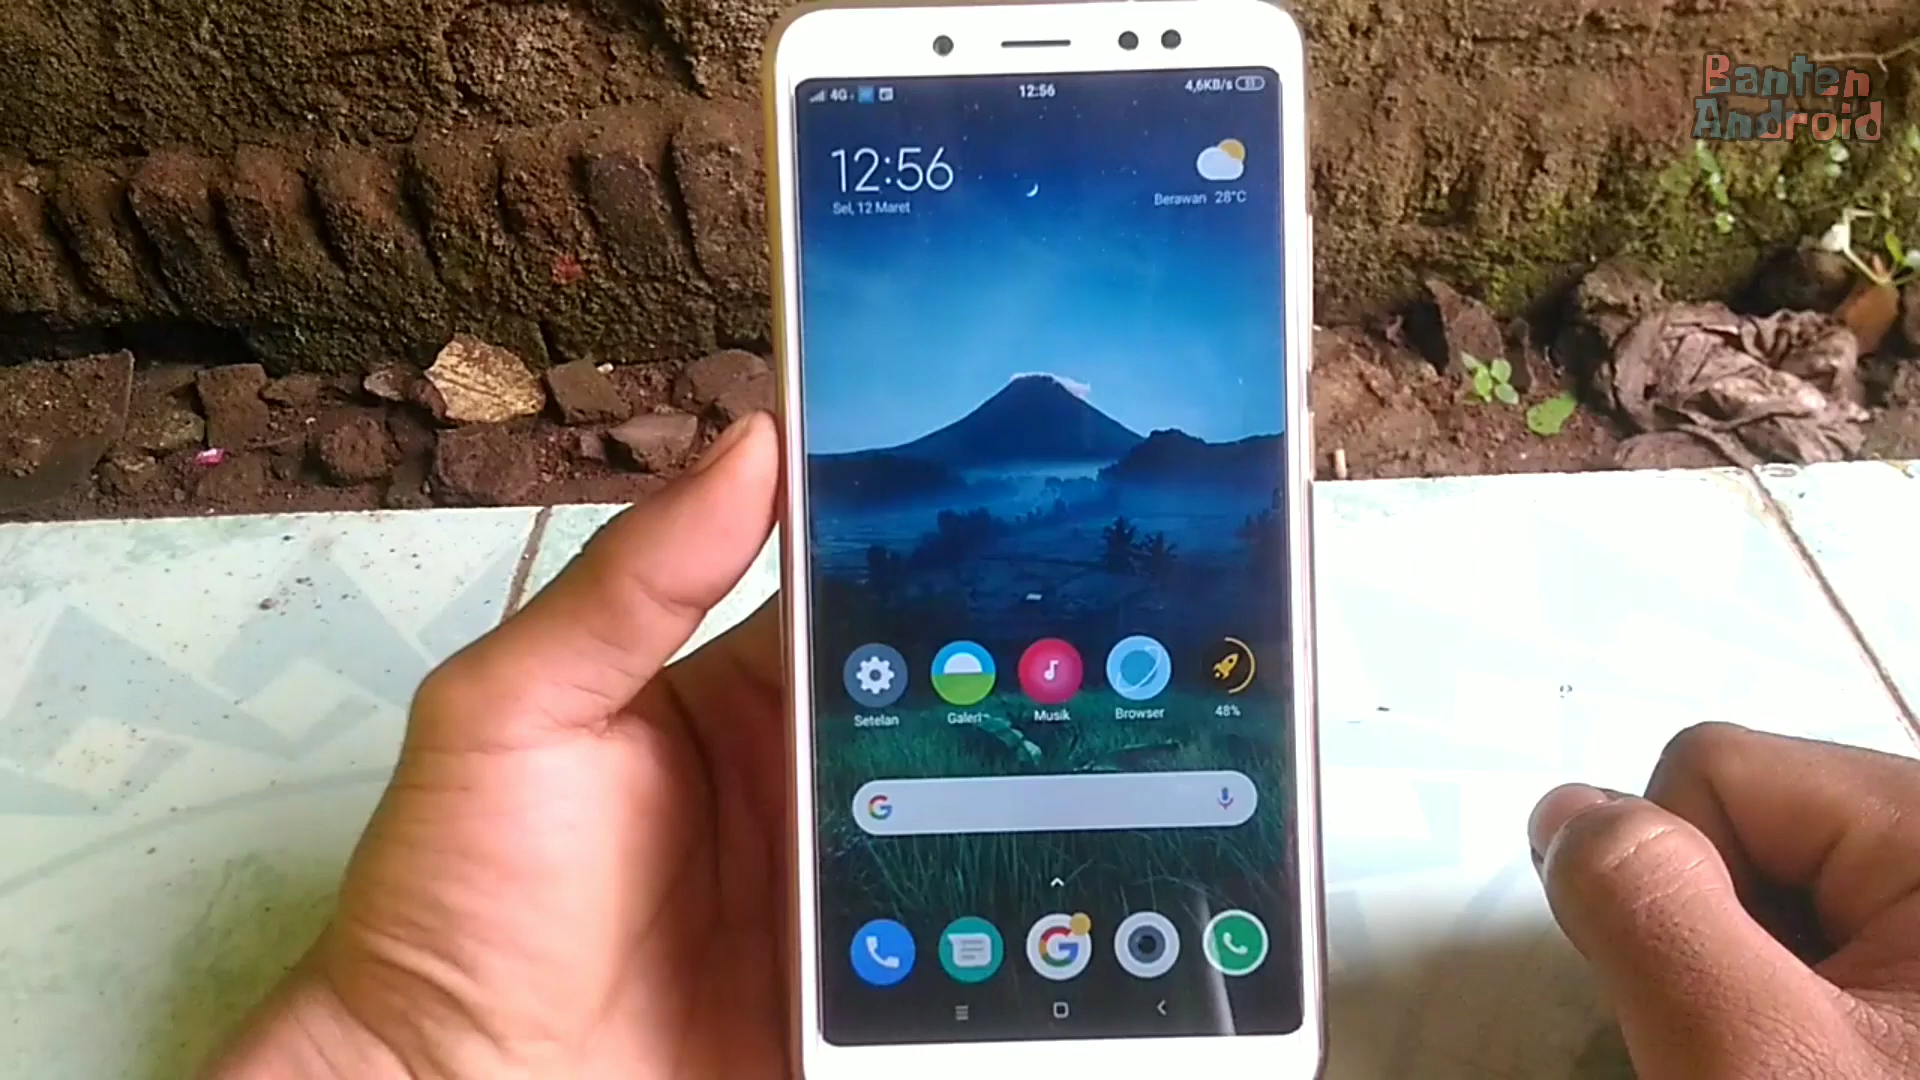 Banten
Android
4G
12:56
4,6KB/s
53
12:56
Sel, 12 Maret
Berawan 28°C
Setelan
Galeri
Musik
Browser
48%
G
G